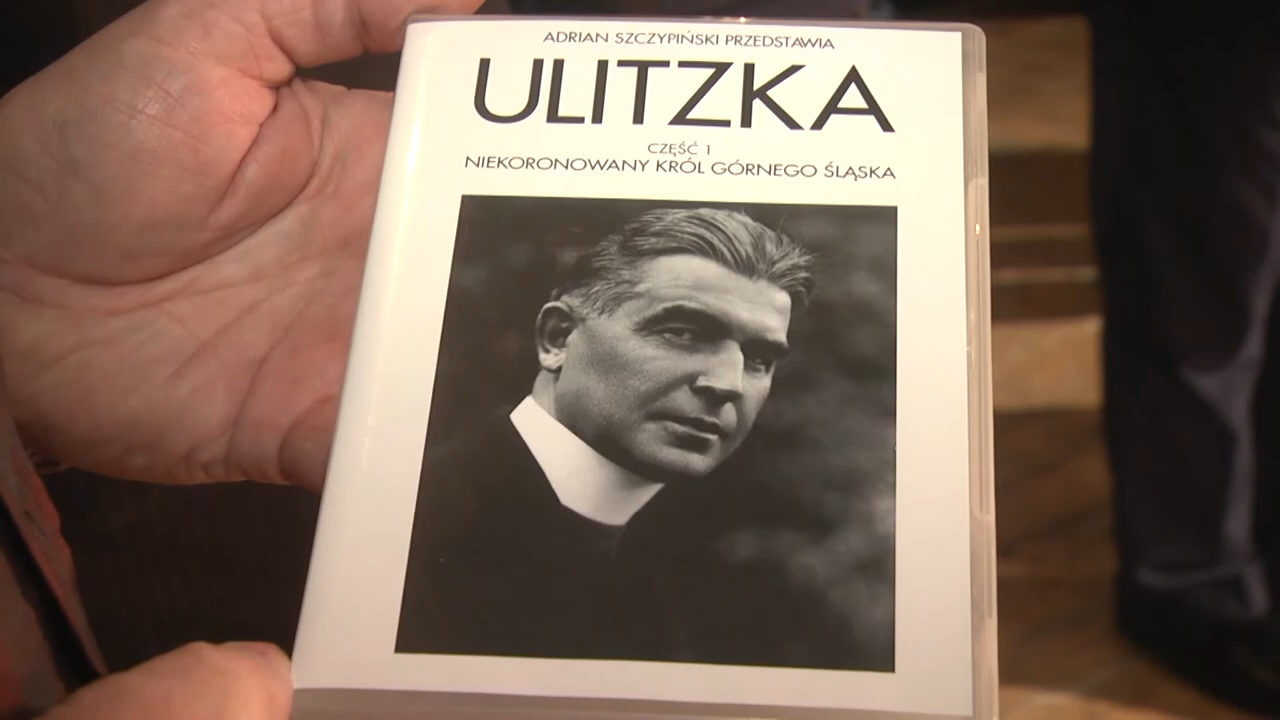 ADRIAN SZCZYPIŃSKI PRZEDSTAWIA
ULITZKA
CZĘŚĆ 1
NIEKORONOWANY KRÓL GÓRNEGO ŚLĄSKA